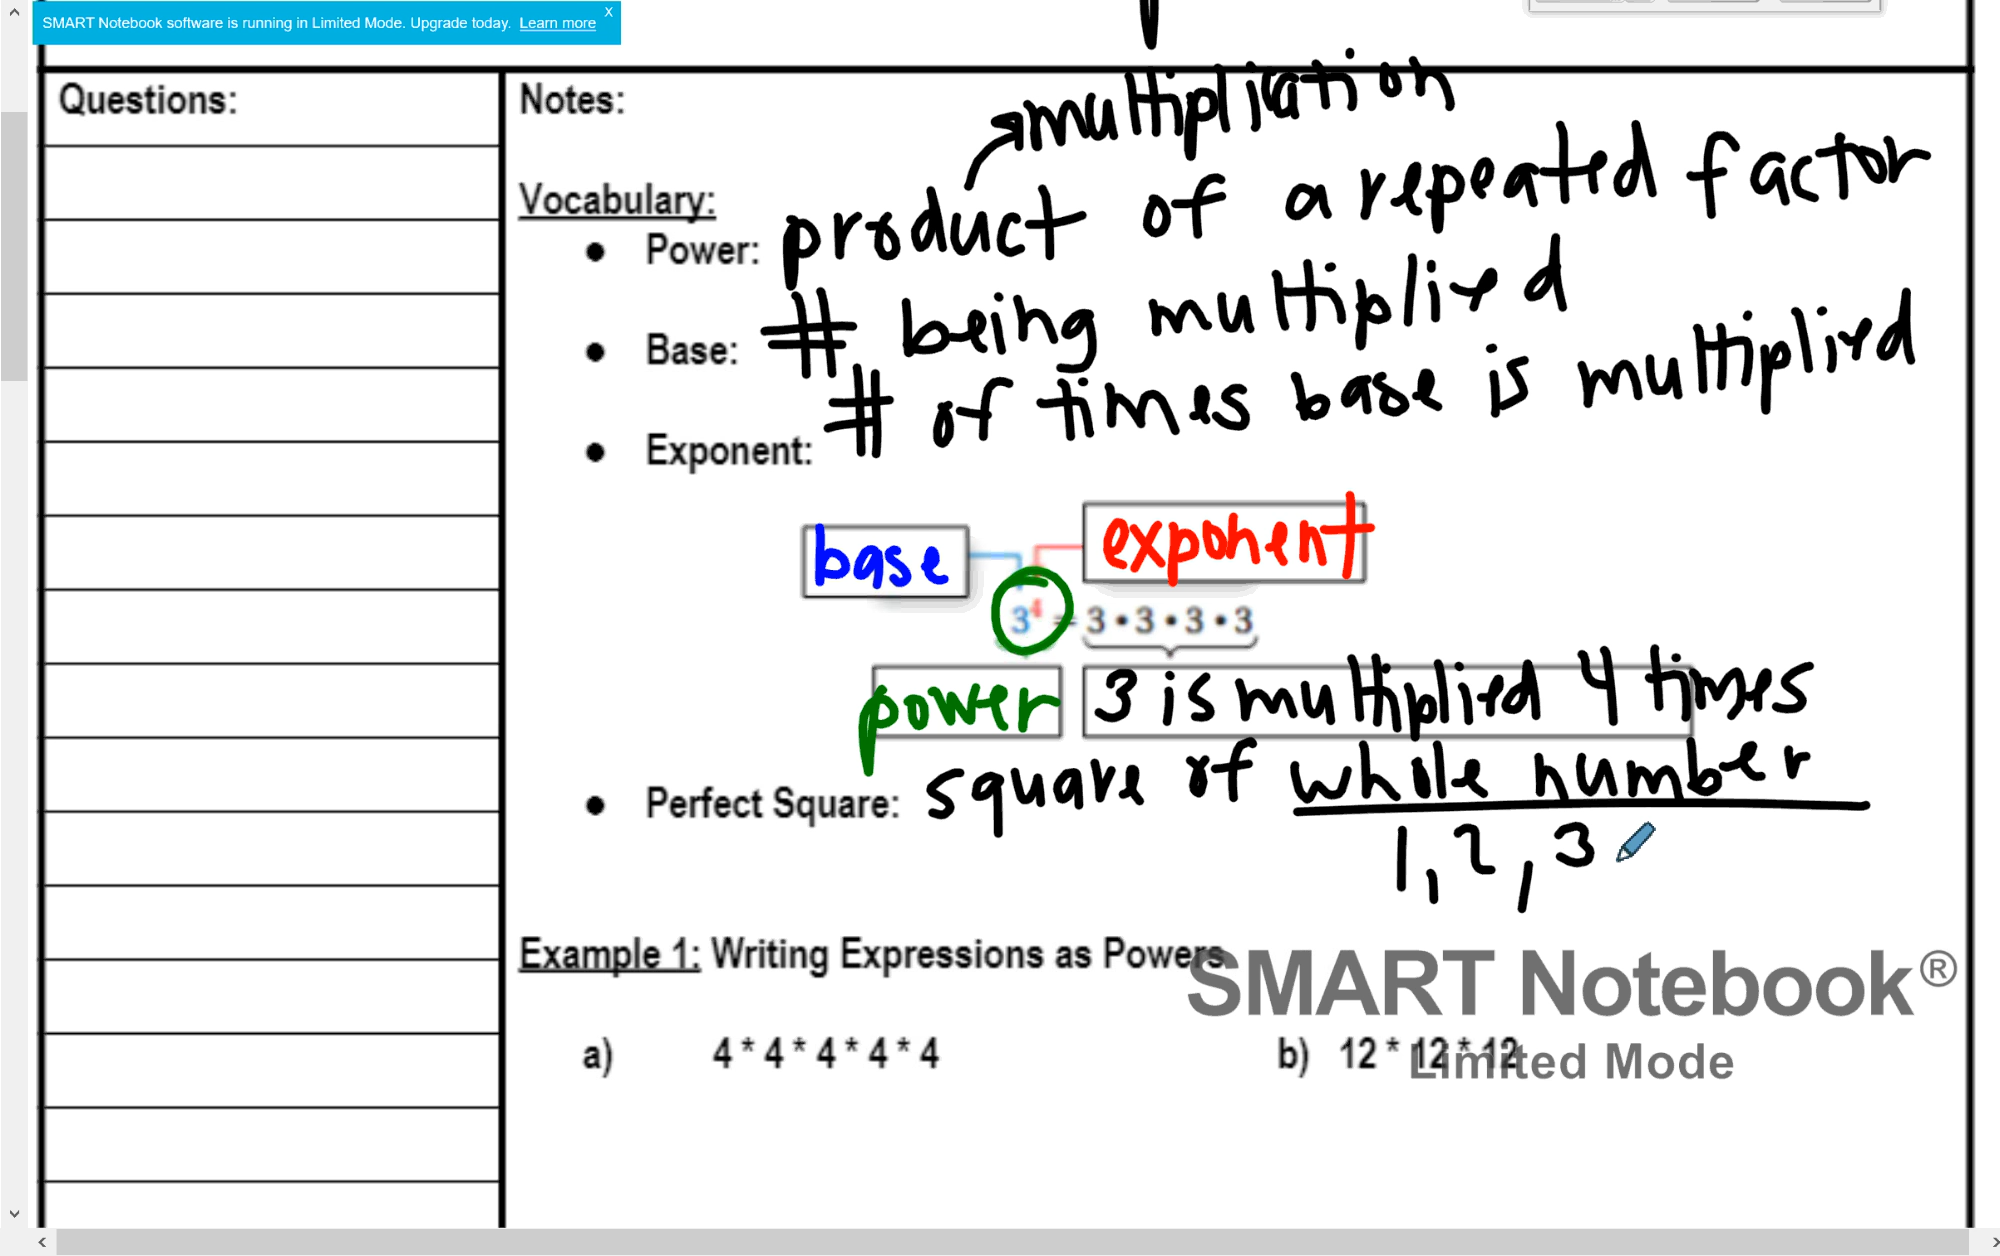 SMART Notebook software is running in Limited Mode. Upgrade today. Learn more X
Questions:
Notes:
multiplication
Vocabulary:
● Power: product of a repeated factor
● Base: # being multiplied
● Exponent: # of times base is multiplied
base
exponent
3⁴ = 3 • 3 • 3 • 3
power
3 is multiplied 4 times
● Perfect Square: square of whole number
1, 2, 3
Example 1: Writing Expressions as Powers
SMART Notebook®
a) 4 * 4 * 4 * 4 * 4
b) 12 * 12 * 12
Limited Mode